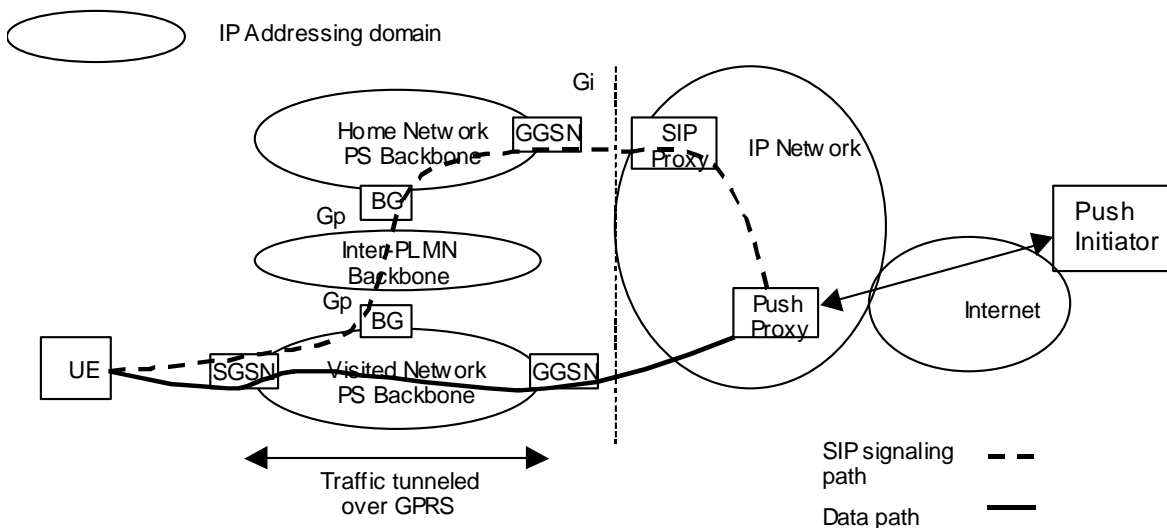 IP Addressing domain
Gi
Home Network
PS Backbone
GGSN
SIP
Proxy
IP Network
BG
Gp
Push
Initiator
Inter-PLMN
Backbone
Gp
BG
Push
Proxy
Internet
UE
SGSN
Visited Network
PS Backbone
GGSN
Traffic tunneled
over GPRS
SIP signaling
path
Data path